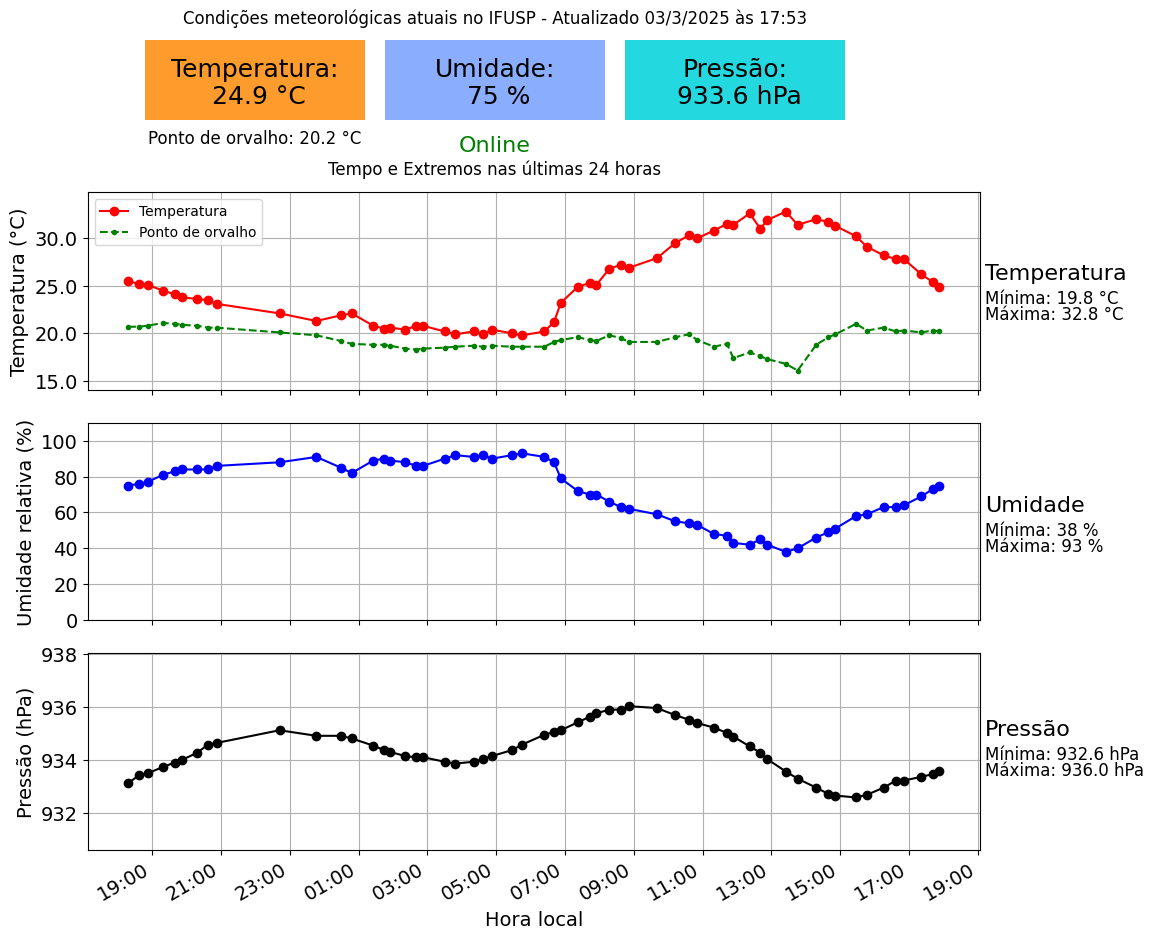 Condições meteorológicas atuais no IFUSP - Atualizado 03/3/2025 às 17:53
Temperatura:
24.9 °C
Umidade:
75 %
Pressão:
933.6 hPa
Ponto de orvalho: 20.2 °C
Online
Tempo e Extremos nas últimas 24 horas
Temperatura (°C)
30.0
25.0
20.0
15.0
Temperatura
Ponto de orvalho
Temperatura
Mínima: 19.8 °C
Máxima: 32.8 °C
Umidade relativa (%)
100
80
60
40
20
0
Umidade
Mínima: 38 %
Máxima: 93 %
Pressão (hPa)
938
936
934
932
Pressão
Mínima: 932.6 hPa
Máxima: 936.0 hPa
19:00
21:00
23:00
01:00
03:00
05:00
07:00
09:00
11:00
13:00
15:00
17:00
19:00
Hora local